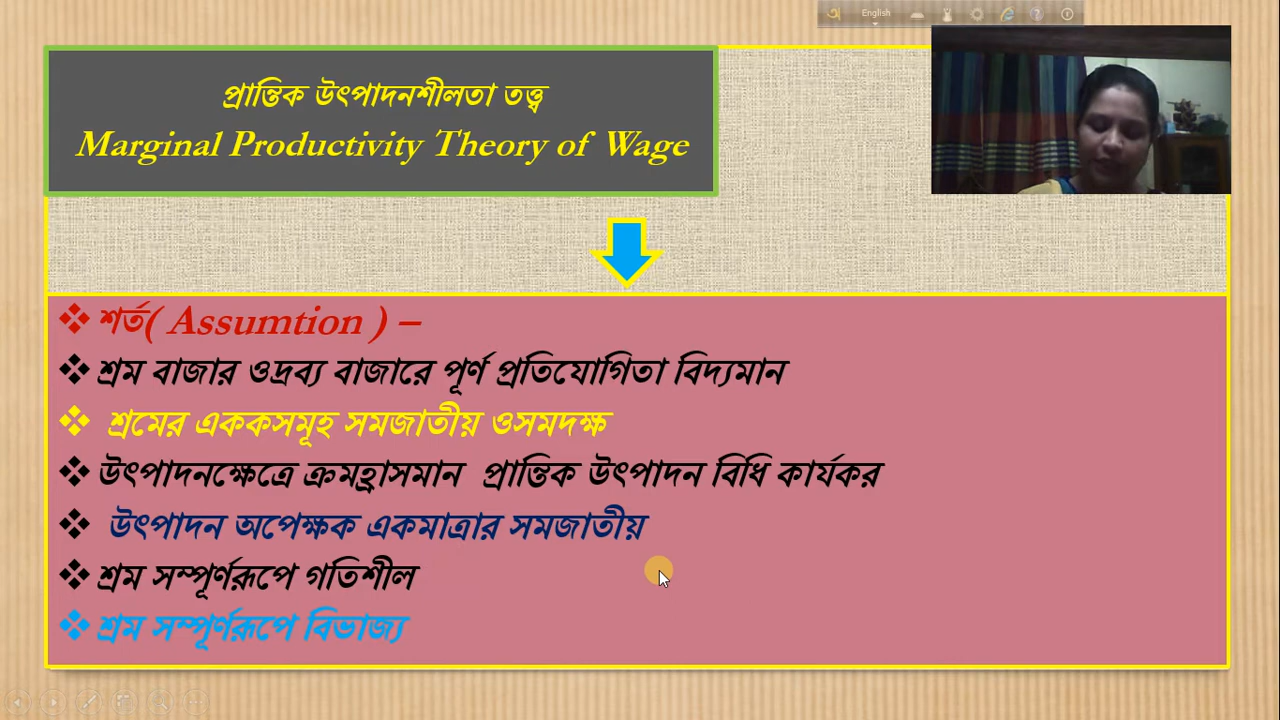 অ English
প্রান্তিক উৎপাদনশীলতা তত্ত্ব
Marginal Productivity Theory of Wage
❖ শর্ত( Assumtion ) –
❖ শ্রম বাজার ওদ্রব্য বাজারে পূর্ণ প্রতিযোগিতা বিদ্যমান
❖ শ্রমের এককসমূহ সমজাতীয় ওসমদক্ষ
❖ উৎপাদনক্ষেত্রে ক্রমহ্রাসমান প্রান্তিক উৎপাদন বিধি কার্যকর
❖ উৎপাদন অপেক্ষক একমাত্রার সমজাতীয়
❖ শ্রম সম্পূর্ণরূপে গতিশীল
❖ শ্রম সম্পূর্ণরূপে বিভাজ্য